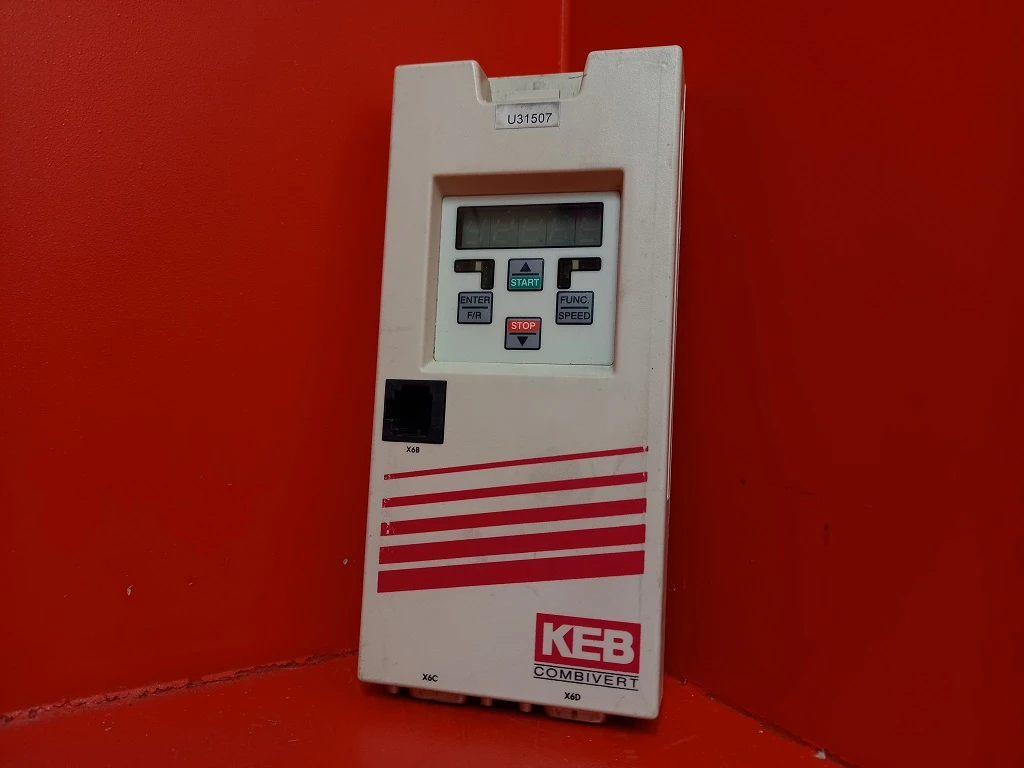 U31507
START
ENTER
F/R
FUNC.
SPEED
STOP
X6B
KEB
COMBIVERT
X6C
X6D